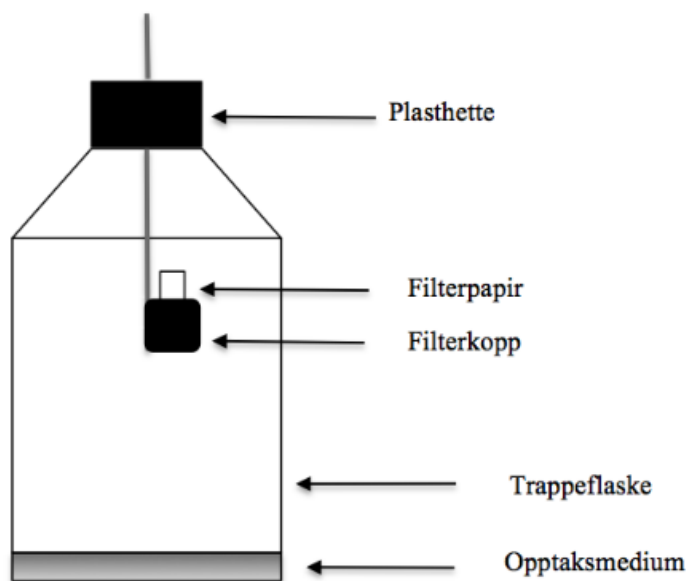 Plasthette
Filterpapir
Filterkopp
Trappeflaske
Opptaksmedium